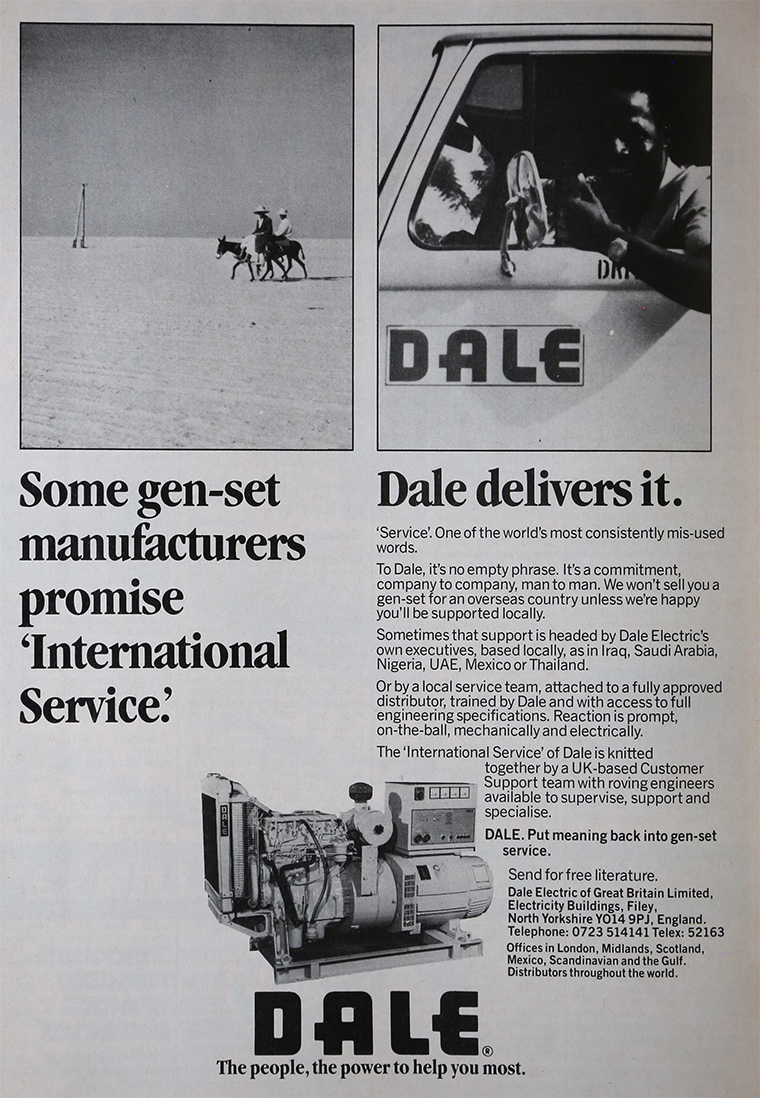 DRI
DALE
Some gen-set
manufacturers
promise
‘International
Service.’
Dale delivers it.
‘Service’. One of the world’s most consistently mis-used
words.
To Dale, it’s no empty phrase. It’s a commitment,
company to company, man to man. We won’t sell you a
gen-set for an overseas country unless we’re happy
you’ll be supported locally.
Sometimes that support is headed by Dale Electric’s
own executives, based locally, as in Iraq, Saudi Arabia,
Nigeria, UAE, Mexico or Thailand.
Or by a local service team, attached to a fully approved
distributor, trained by Dale and with access to full
engineering specifications. Reaction is prompt,
on-the-ball, mechanically and electrically.
The ‘International Service’ of Dale is knitted
together by a UK-based Customer
Support team with roving engineers
available to supervise, support and
specialise.
DALE. Put meaning back into gen-set
service.
Send for free literature.
Dale Electric of Great Britain Limited,
Electricity Buildings, Filey,
North Yorkshire YO14 9PJ, England.
Telephone: 0723 514141 Telex: 52163
Offices in London, Midlands, Scotland,
Mexico, Scandinavian and the Gulf.
Distributors throughout the world.
DALE
DALE®
The people, the power to help you most.